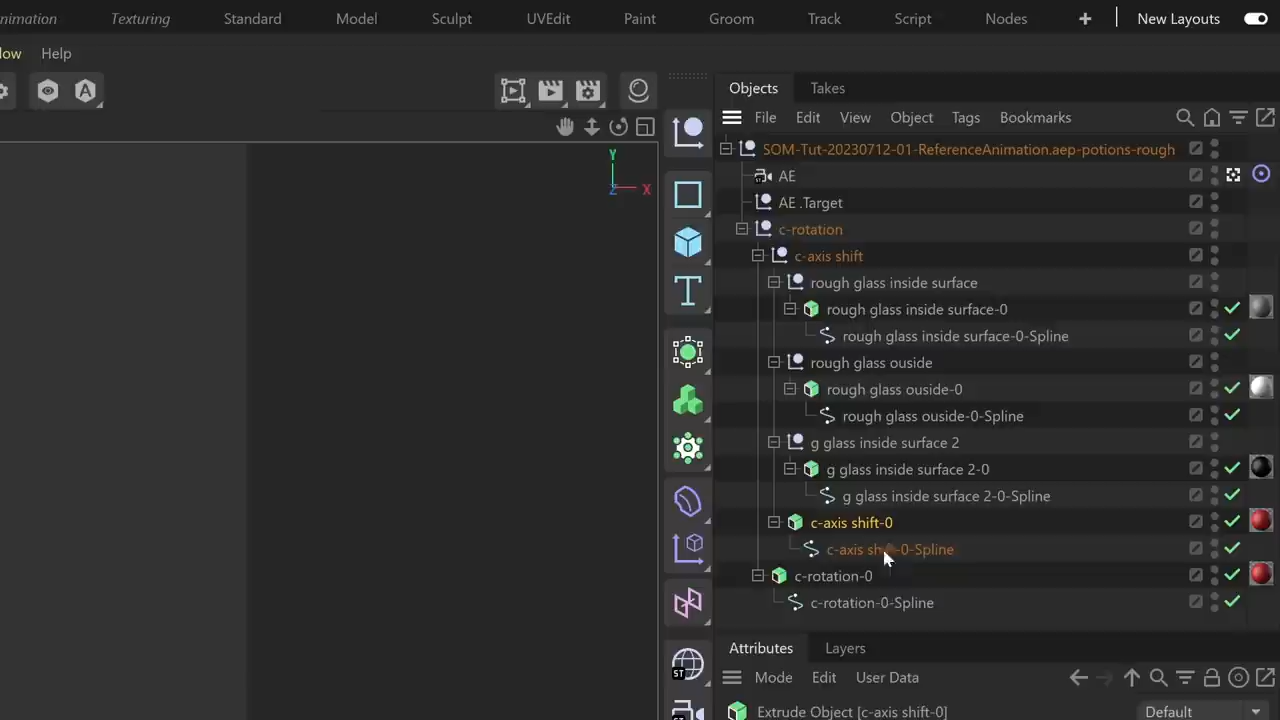 nimation Texturing Standard Model Sculpt UVEdit Paint Groom Track Script Nodes + New Layouts
ow Help
Objects Takes
File Edit View Object Tags Bookmarks
Y
Z X
SOM-Tut-20230712-01-ReferenceAnimation.aep-potions-rough
AE
AE .Target
c-rotation
c-axis shift
rough glass inside surface
rough glass inside surface-0
rough glass inside surface-0-Spline
rough glass ouside
rough glass ouside-0
rough glass ouside-0-Spline
g glass inside surface 2
g glass inside surface 2-0
g glass inside surface 2-0-Spline
c-axis shift-0
c-axis shift-0-Spline
c-rotation-0
c-rotation-0-Spline
ST
Attributes Layers
Mode Edit User Data
Extrude Object [c-axis shift-0] Default